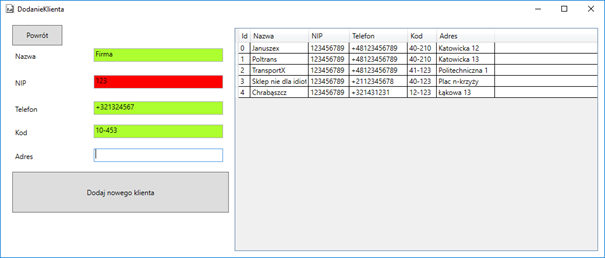 DodanieKlienta
Powrót
Nazwa Firma
NIP 123
Telefon +321324567
Kod 10-453
Adres
Dodaj nowego klienta
Id Nazwa NIP Telefon Kod Adres
0 Januszex 123456789 +48123456789 40-210 Katowicka 12
1 Poltrans 123456789 +48123456789 40-210 Katowicka 13
2 TransportX 123456789 +48123456789 41-123 Politechniczna 1
3 Sklep nie dla idiot 123456789 +2112345678 40-123 Plac n-krzyży
4 Chrabąszcz 123456789 +321431231 12-123 Łąkowa 13